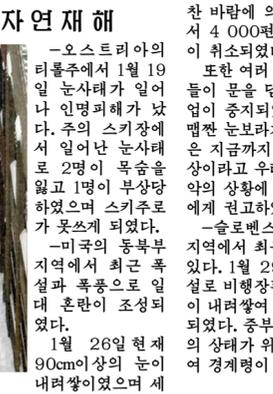 자연재해
-오스트리아의
티롤주에서 1월 19
일 눈사태가 일어
나 인명피해가 났
다. 주의 스키장에
서 일어난 눈사태
로 2명이 목숨을
잃고 1명이 부상당
하였으며 스키주로
가 못쓰게 되였다.
-미국의 동북부
지역에서 최근 폭
설과 폭풍으로 일
대 혼란이 조성되
였다.
1월 26일현재
90cm이상의 눈이
내려쌓이였으며 세
찬 바람에 의
서 4 000편
이 취소되였다
또한 여러
들이 문을 닫
업이 중지되
맵짠 눈보라
은 지금까지
상이라고 우
악의 상황에
에게 권고하
-슬로벤스
지역에서 최
있다. 1월 2
설로 비행장
이 내려쌓여
되였다. 중부
의 상태가 위
여 경계령이